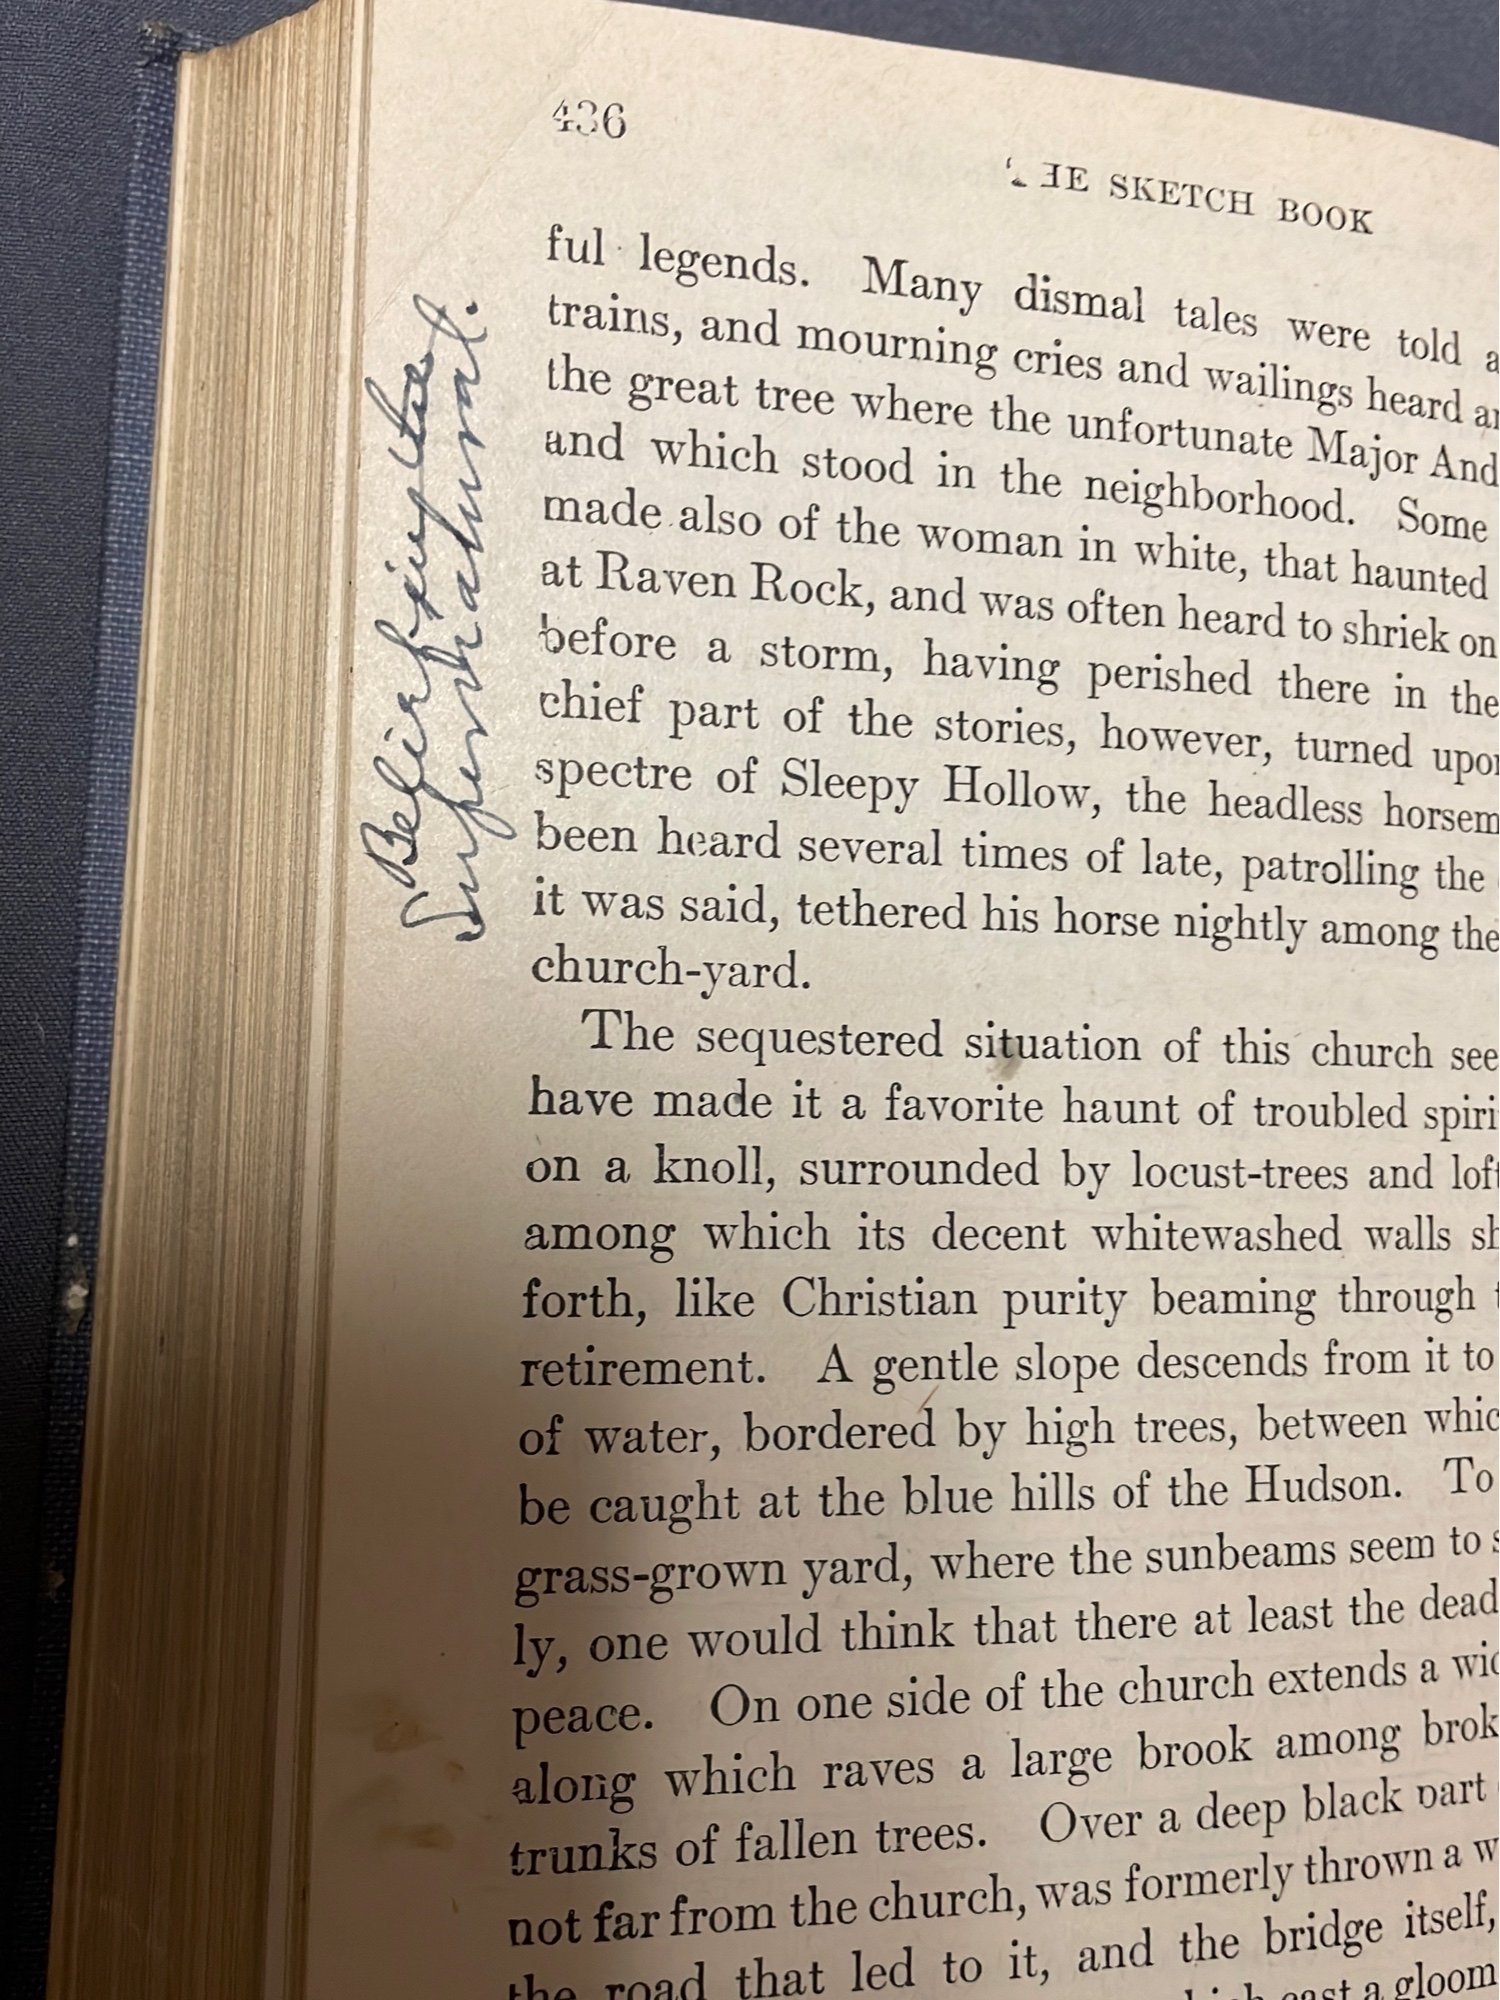 436
THE SKETCH BOOK
Belief in the
Supernatural.
ful legends. Many dismal tales were told a
trains, and mourning cries and wailings heard ar
the great tree where the unfortunate Major And
and which stood in the neighborhood. Some
made also of the woman in white, that haunted
at Raven Rock, and was often heard to shriek on
before a storm, having perished there in the
chief part of the stories, however, turned upon
spectre of Sleepy Hollow, the headless horsem
been heard several times of late, patrolling the
it was said, tethered his horse nightly among the
church-yard.
The sequestered situation of this church see
have made it a favorite haunt of troubled spiri
on a knoll, surrounded by locust-trees and loft
among which its decent whitewashed walls sh
forth, like Christian purity beaming through t
retirement. A gentle slope descends from it to
of water, bordered by high trees, between whic
be caught at the blue hills of the Hudson. To
grass-grown yard, where the sunbeams seem to s
ly, one would think that there at least the dead
peace. On one side of the church extends a wid
along which raves a large brook among brok
trunks of fallen trees. Over a deep black part
not far from the church, was formerly thrown a w
the road that led to it, and the bridge itself,
cast a gloom